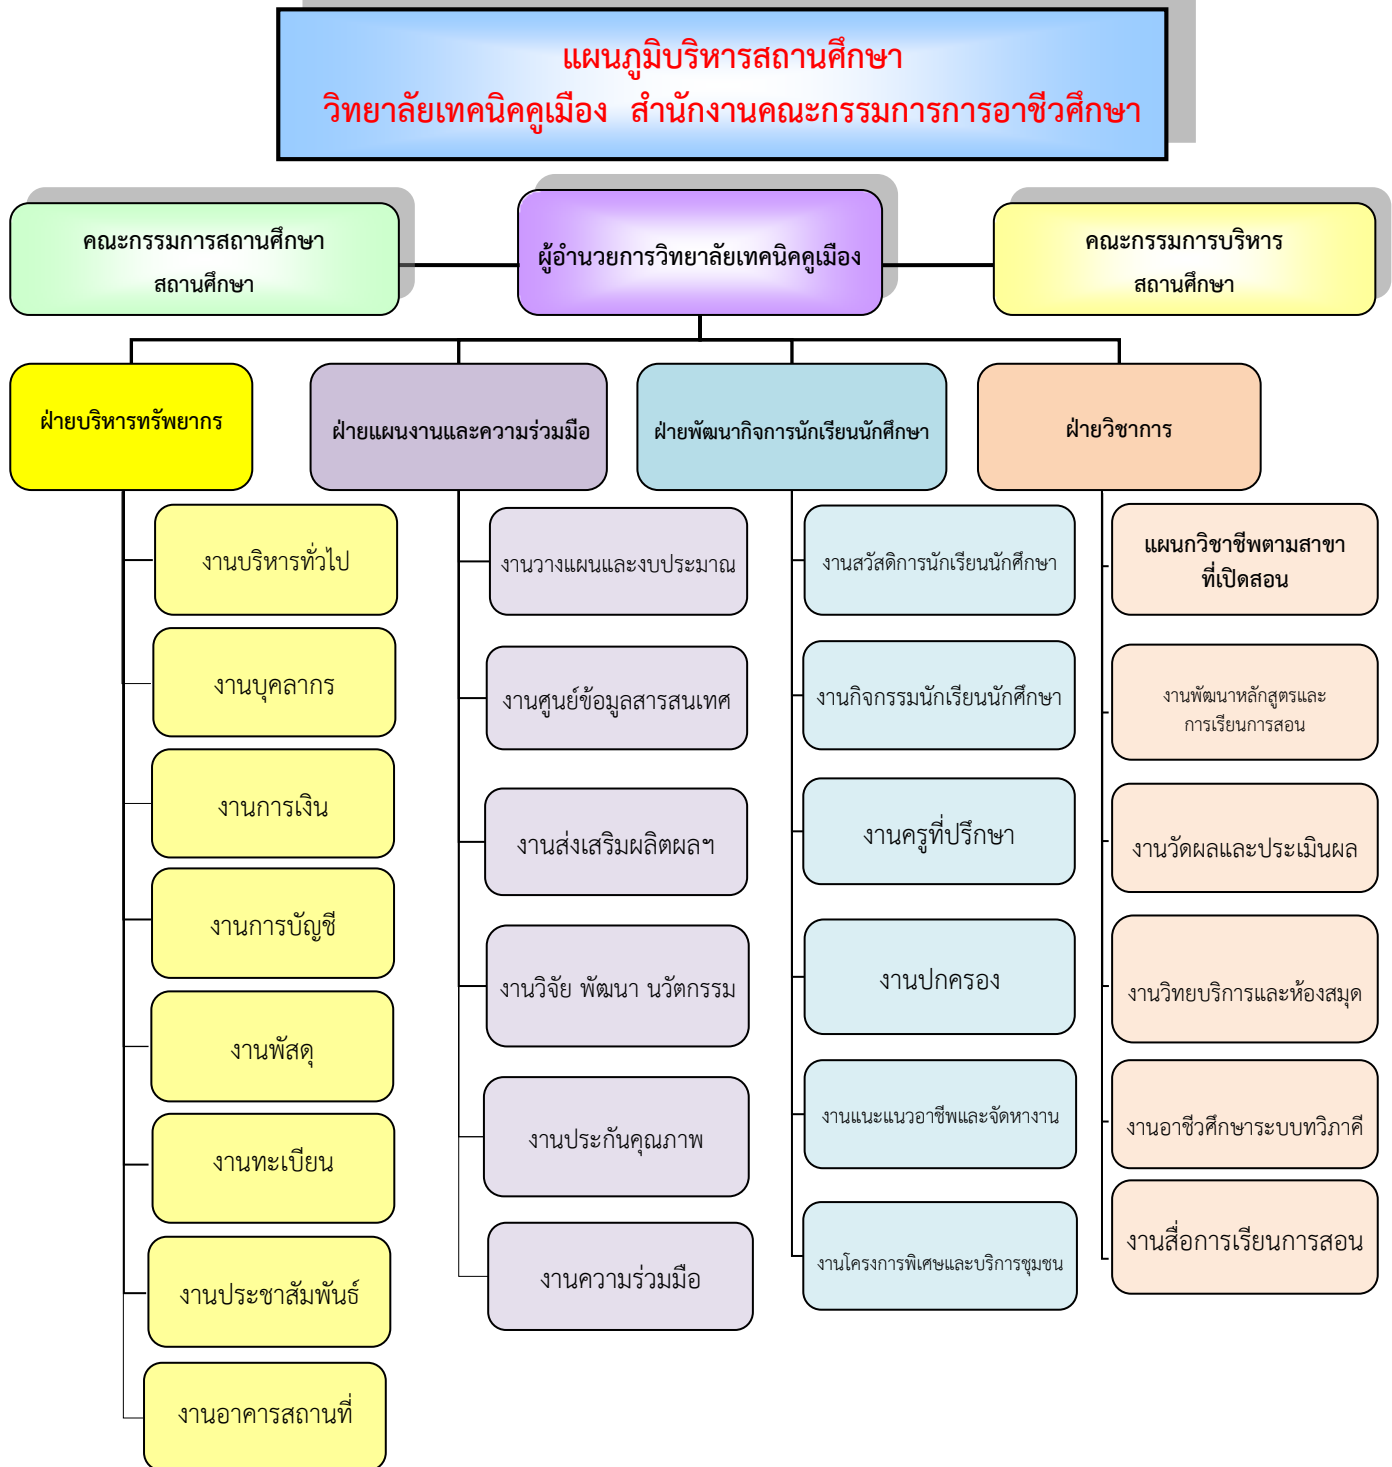 แผนภูมิบริหารสถานศึกษา
วิทยาลัยเทคนิคคูเมือง สำนักงานคณะกรรมการการอาชีวศึกษา
คณะกรรมการสถานศึกษา
สถานศึกษา
ผู้อำนวยการวิทยาลัยเทคนิคคูเมือง
คณะกรรมการบริหาร
สถานศึกษา
ฝ่ายบริหารทรัพยากร
ฝ่ายแผนงานและความร่วมมือ
ฝ่ายพัฒนากิจการนักเรียนนักศึกษา
ฝ่ายวิชาการ
งานบริหารทั่วไป
งานบุคลากร
งานการเงิน
งานการบัญชี
งานพัสดุ
งานทะเบียน
งานประชาสัมพันธ์
งานอาคารสถานที่
งานวางแผนและงบประมาณ
งานศูนย์ข้อมูลสารสนเทศ
งานส่งเสริมผลิตผลฯ
งานวิจัย พัฒนา นวัตกรรม
งานประกันคุณภาพ
งานความร่วมมือ
งานสวัสดิการนักเรียนนักศึกษา
งานกิจกรรมนักเรียนนักศึกษา
งานครูที่ปรึกษา
งานปกครอง
งานแนะแนวอาชีพและจัดหางาน
งานโครงการพิเศษและบริการชุมชน
แผนกวิชาชีพตามสาขา
ที่เปิดสอน
งานพัฒนาหลักสูตรและ
การเรียนการสอน
งานวัดผลและประเมินผล
งานวิทยบริการและห้องสมุด
งานอาชีวศึกษาระบบทวิภาคี
งานสื่อการเรียนการสอน